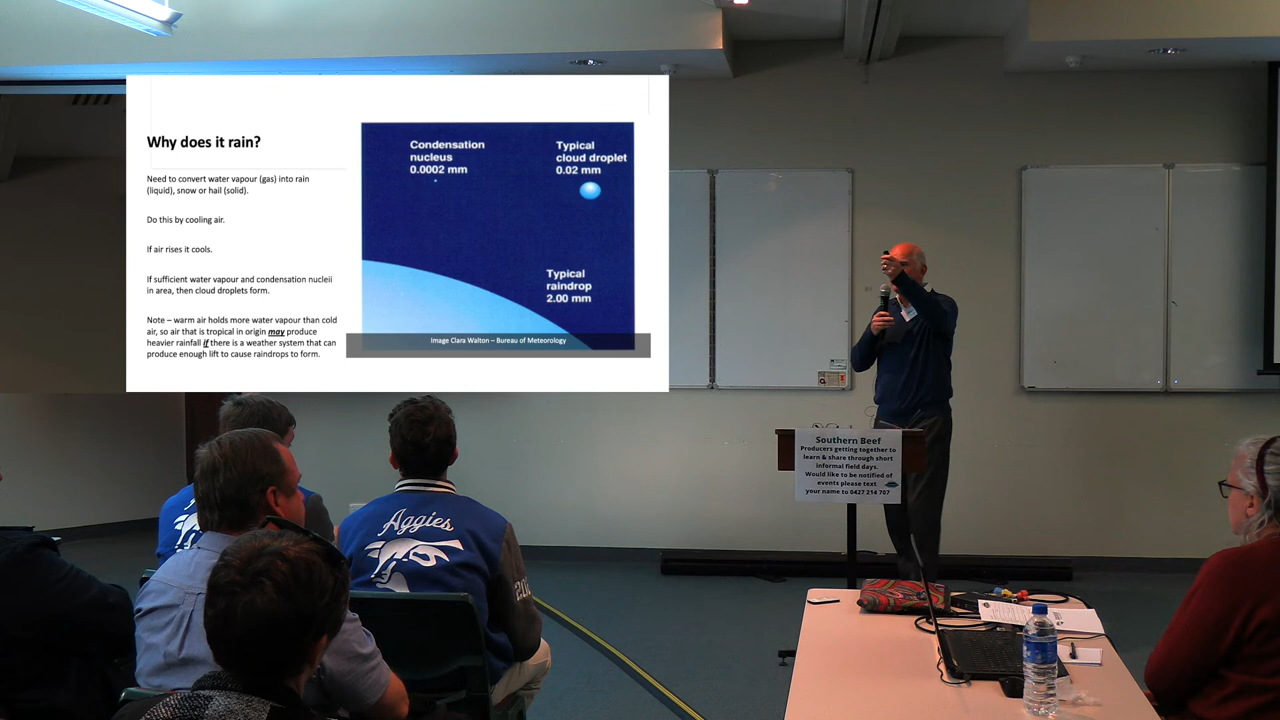 Why does it rain?
Need to convert water vapour (gas) into rain
(liquid), snow or hail (solid).
Do this by cooling air.
If air rises it cools.
If sufficient water vapour and condensation nucleii
in area, then cloud droplets form.
Note – warm air holds more water vapour than cold
air, so air that is tropical in origin may produce
heavier rainfall if there is a weather system that can
produce enough lift to cause raindrops to form.
Condensation
nucleus
0.0002 mm
Typical
cloud droplet
0.02 mm
Typical
raindrop
2.00 mm
Image Clara Walton – Bureau of Meteorology
Southern Beef
Producers getting together to
learn & share through short
informal field days.
Would like to be notified of
events please text
your name to 0427 214 707
Aggies